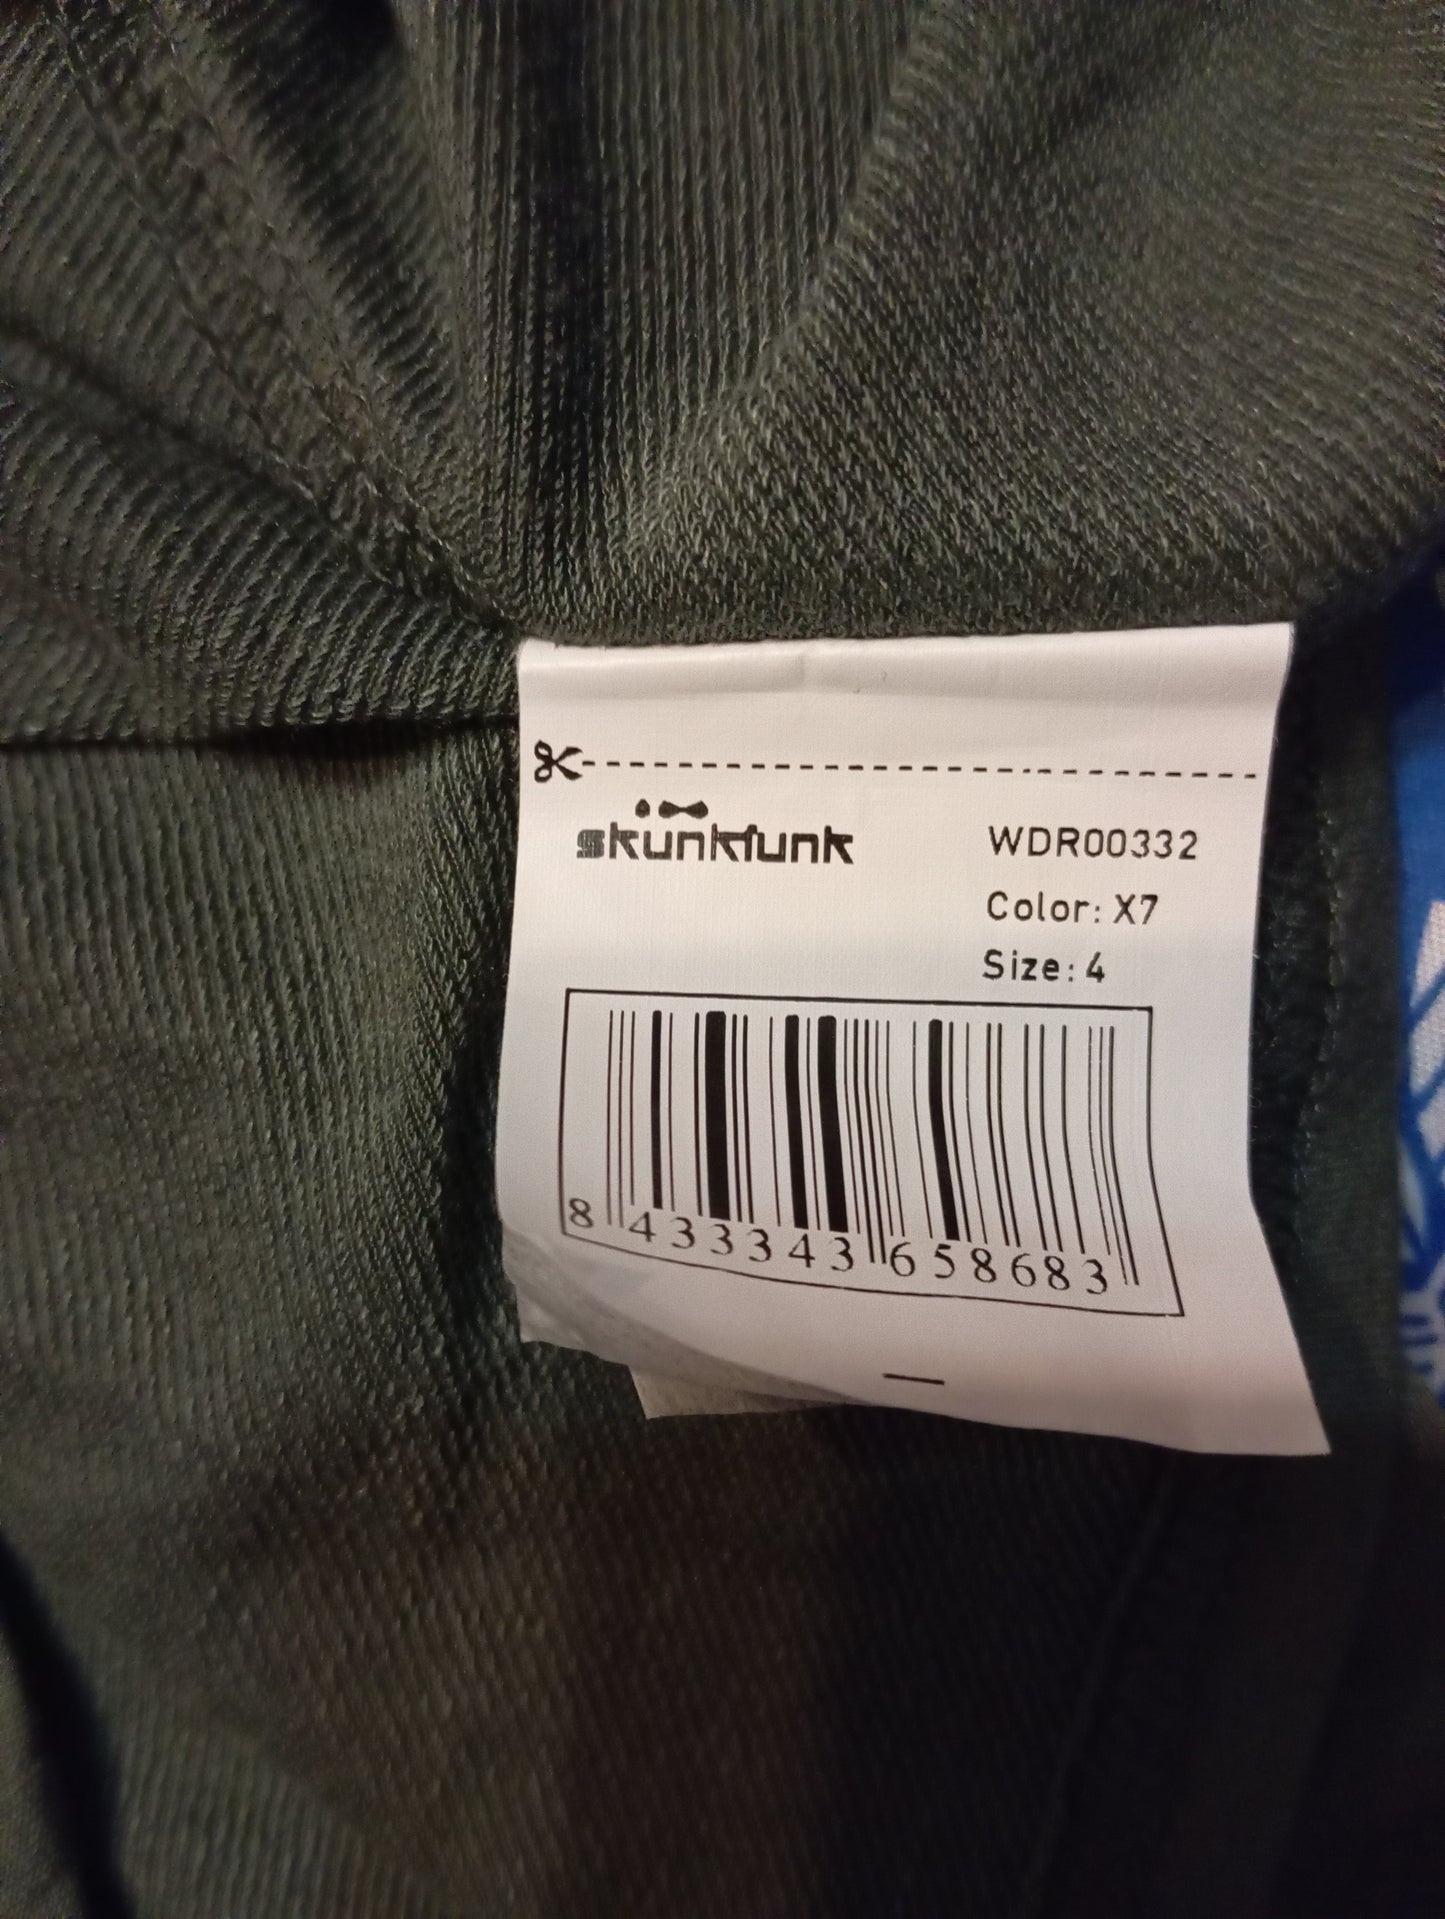 skunkfunk
WDR00332
Color: X7
Size: 4
8 433343 658683